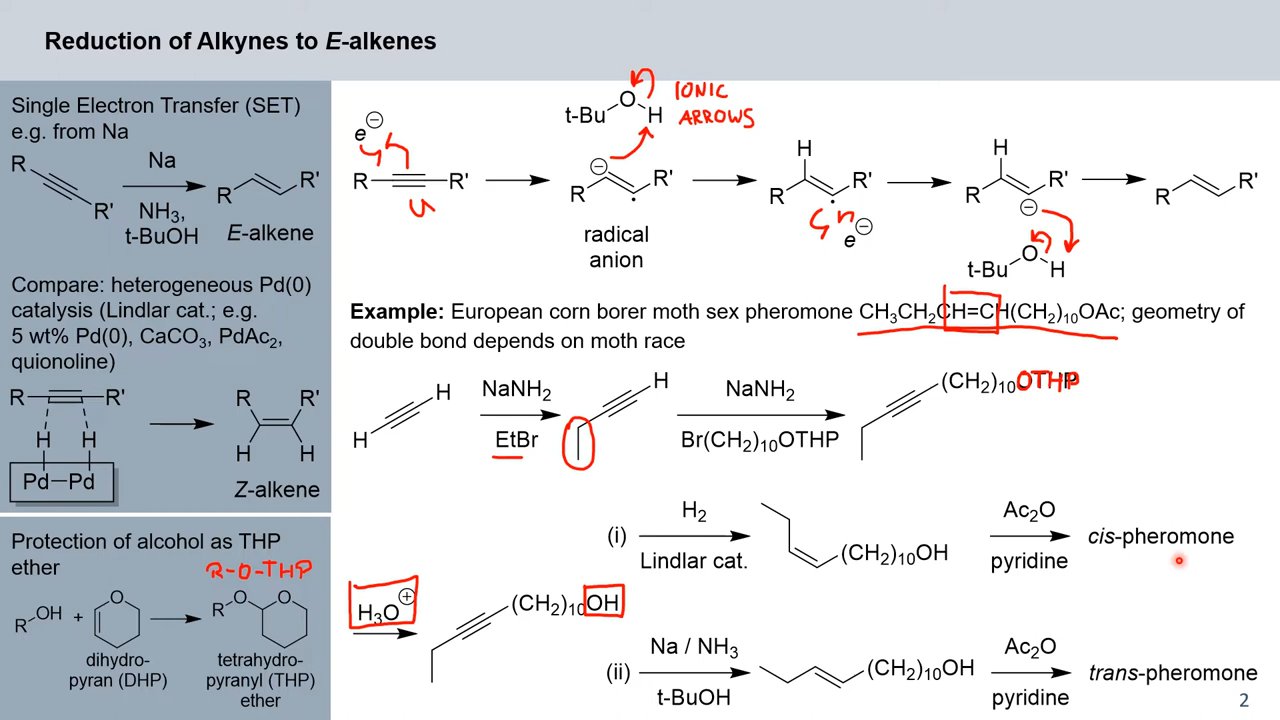 Reduction of Alkynes to E-alkenes
Single Electron Transfer (SET)
e.g. from Na
R
R'
Na
NH3,
t-BuOH
R
R'
E-alkene
Compare: heterogeneous Pd(0)
catalysis (Lindlar cat.; e.g.
5 wt% Pd(0), CaCO3, PdAc2,
quionoline)
R
R'
H
H
Pd
Pd
R
R'
H
H
Z-alkene
Protection of alcohol as THP
ether
R-O-THP
R
OH
+
O
R
O
O
dihydro-
pyran (DHP)
tetrahydro-
pyranyl (THP)
ether
e⊖
R
R'
t-Bu
O
H
IONIC
ARROWS
⊖
R
R'
·
radical
anion
H
R
R'
·
e⊖
H
R
R'
⊖
t-Bu
O
H
R
R'
Example: European corn borer moth sex pheromone CH3CH2CH=CH(CH2)10OAc; geometry of
double bond depends on moth race
H
H
NaNH2
EtBr
H
NaNH2
Br(CH2)10OTHP
(CH2)10OTHP
H3O⊕
(CH2)10OH
(i)
H2
Lindlar cat.
(CH2)10OH
Ac2O
pyridine
cis-pheromone
(ii)
Na / NH3
t-BuOH
(CH2)10OH
Ac2O
pyridine
trans-pheromone
2